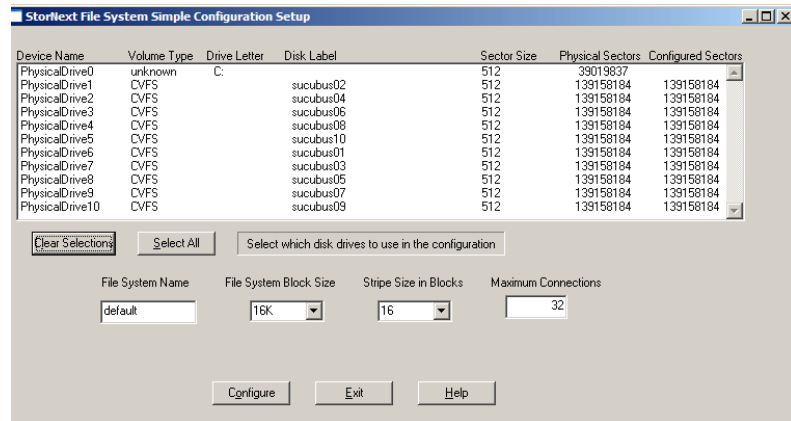 StorNext File System Simple Configuration Setup
Device Name Volume Type Drive Letter Disk Label Sector Size Physical Sectors Configured Sectors
PhysicalDrive0 unknown C: 512 39019837
PhysicalDrive1 CVFS sucubus02 512 139158184 139158184
PhysicalDrive2 CVFS sucubus04 512 139158184 139158184
PhysicalDrive3 CVFS sucubus06 512 139158184 139158184
PhysicalDrive4 CVFS sucubus08 512 139158184 139158184
PhysicalDrive5 CVFS sucubus10 512 139158184 139158184
PhysicalDrive6 CVFS sucubus01 512 139158184 139158184
PhysicalDrive7 CVFS sucubus03 512 139158184 139158184
PhysicalDrive8 CVFS sucubus05 512 139158184 139158184
PhysicalDrive9 CVFS sucubus07 512 139158184 139158184
PhysicalDrive10 CVFS sucubus09 512 139158184 139158184
Clear Selections Select All Select which disk drives to use in the configuration
File System Name File System Block Size Stripe Size in Blocks Maximum Connections
default 16K 16 32
Configure Exit Help